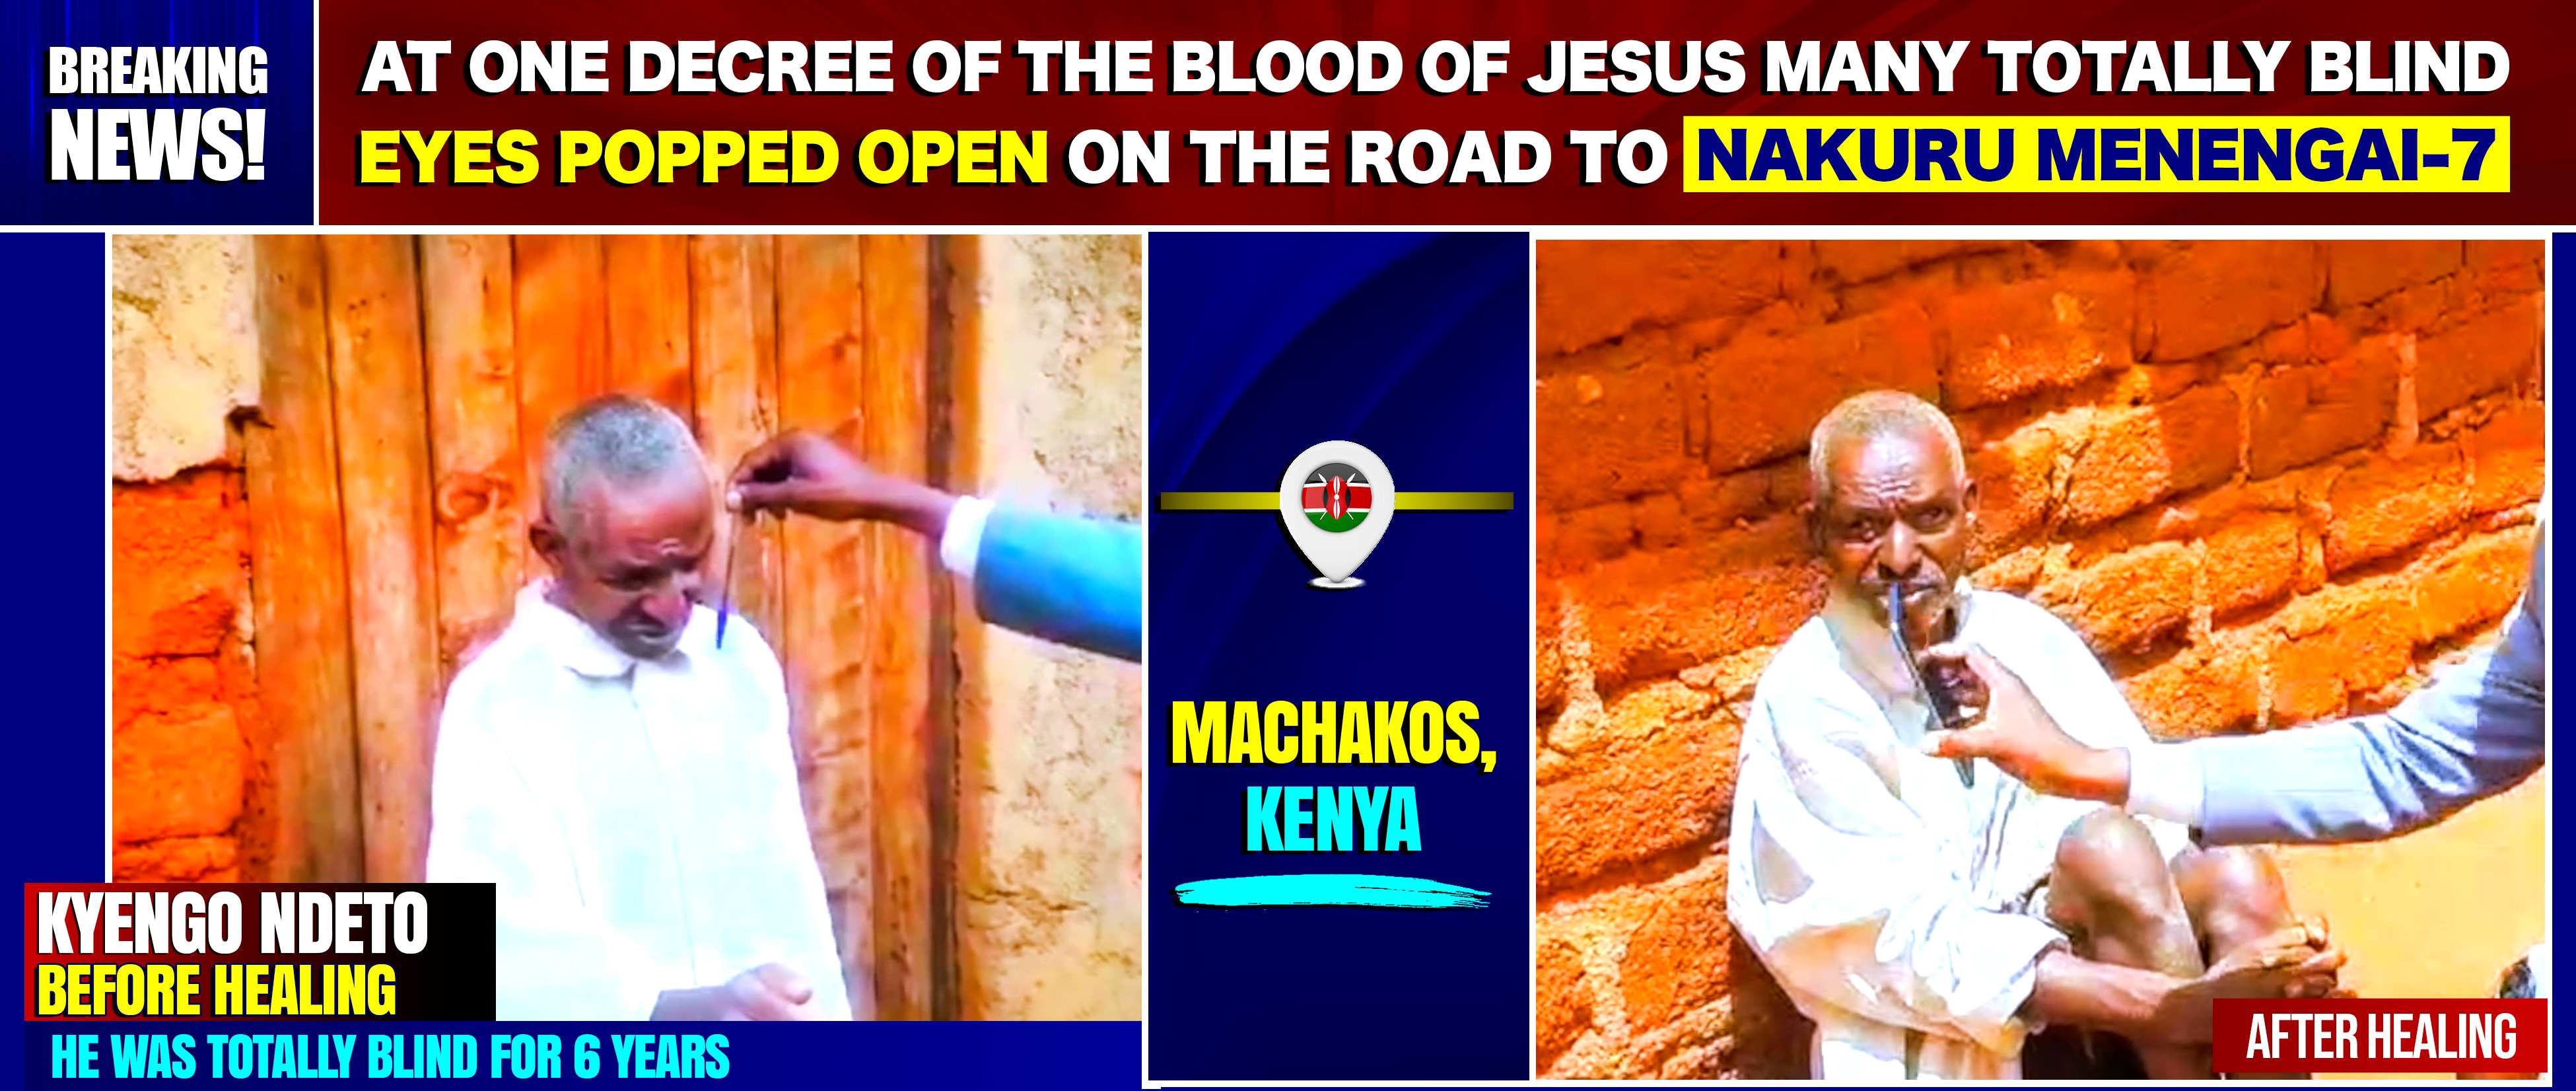 BREAKING
NEWS!
AT ONE DECREE OF THE BLOOD OF JESUS MANY TOTALLY BLIND
EYES POPPED OPEN ON THE ROAD TO NAKURU MENENGAI-7
MACHAKOS,
KENYA
KYENGO NDETO
BEFORE HEALING
HE WAS TOTALLY BLIND FOR 6 YEARS
AFTER HEALING